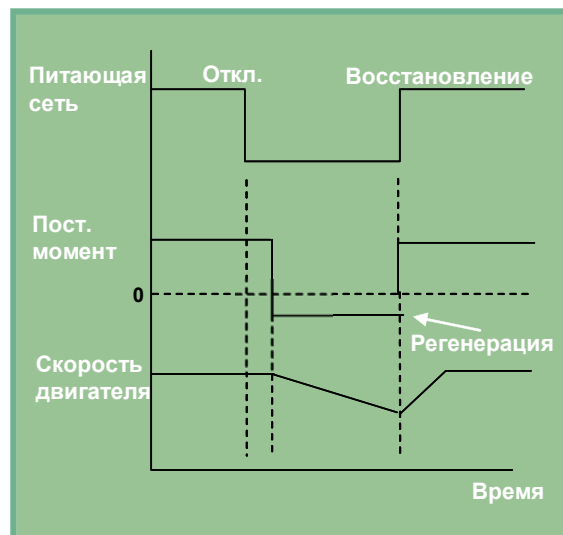 Питающая
сеть
Откл.
Восстановление
Пост.
момент
0
Регенерация
Скорость
двигателя
Время